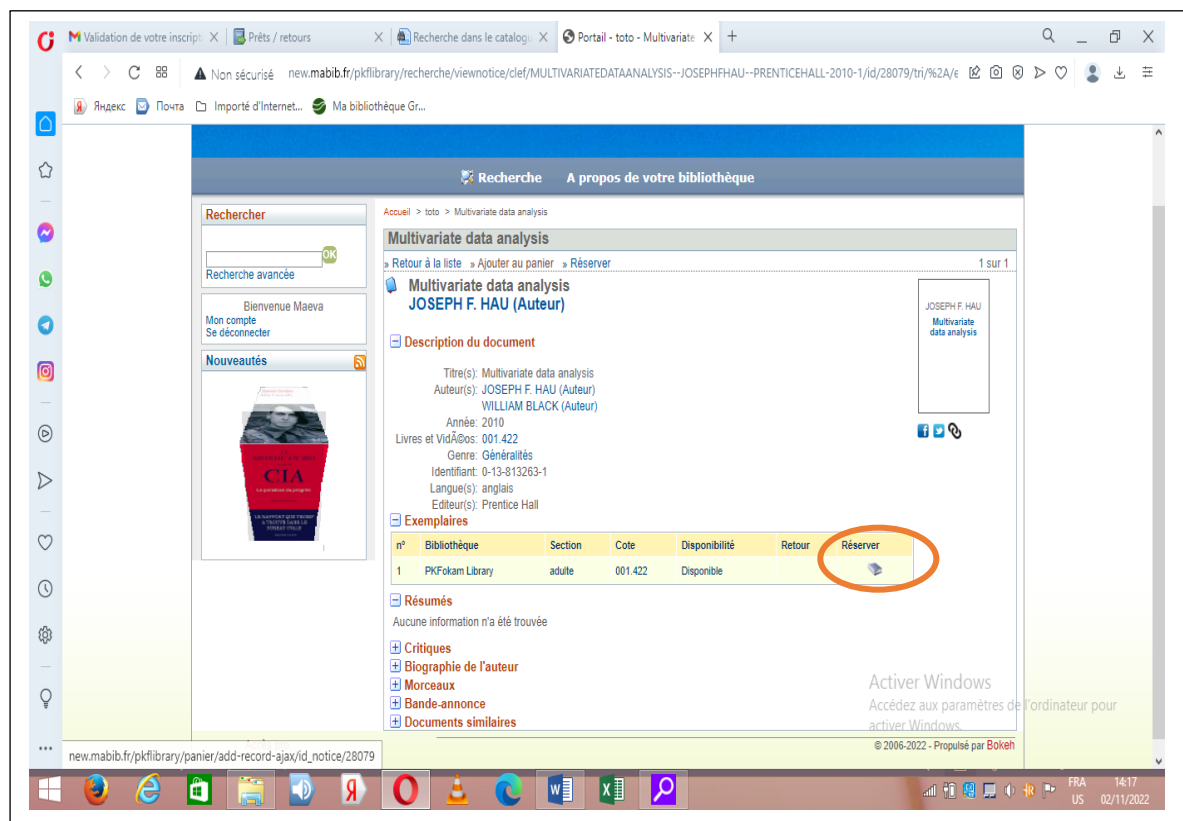 Validation de votre inscript
Prêts / retours
Recherche dans le catalogu
Portail - toto - Multivariate
Non sécurisé new.mabib.fr/pkflibrary/recherche/viewnotice/clef/MULTIVARIATEDATAANALYSIS--JOSEPHFHAU--PRENTICEHALL-2010-1/id/28079/tri/%2A/e
Яндекс Почта Importé d'Internet... Ma bibliothèque Gr...
Recherche A propos de votre bibliothèque
Rechercher
OK
Recherche avancée
Bienvenue Maeva
Mon compte
Se déconnecter
Nouveautés
CIA
Accueil > toto > Multivariate data analysis
Multivariate data analysis
» Retour à la liste » Ajouter au panier » Réserver 1 sur 1
Multivariate data analysis
JOSEPH F. HAU (Auteur)
JOSEPH F. HAU
Multivariate
data analysis
Description du document
Titre(s): Multivariate data analysis
Auteur(s): JOSEPH F. HAU (Auteur)
WILLIAM BLACK (Auteur)
Année: 2010
Livres et VidÃ©os: 001.422
Genre: Généralités
Identifiant: 0-13-813263-1
Langue(s): anglais
Editeur(s): Prentice Hall
Exemplaires
n° Bibliothèque Section Cote Disponibilité Retour Réserver
1 PKFokam Library adulte 001.422 Disponible
Résumés
Aucune information n'a été trouvée
Critiques
Biographie de l'auteur
Morceaux
Bande-annonce
Documents similaires
Activer Windows
Accédez aux paramètres de l'ordinateur pour
activer Windows.
© 2006-2022 - Propulsé par Bokeh
new.mabib.fr/pkflibrary/panier/add-record-ajax/id_notice/28079
FRA 14:17
US 02/11/2022